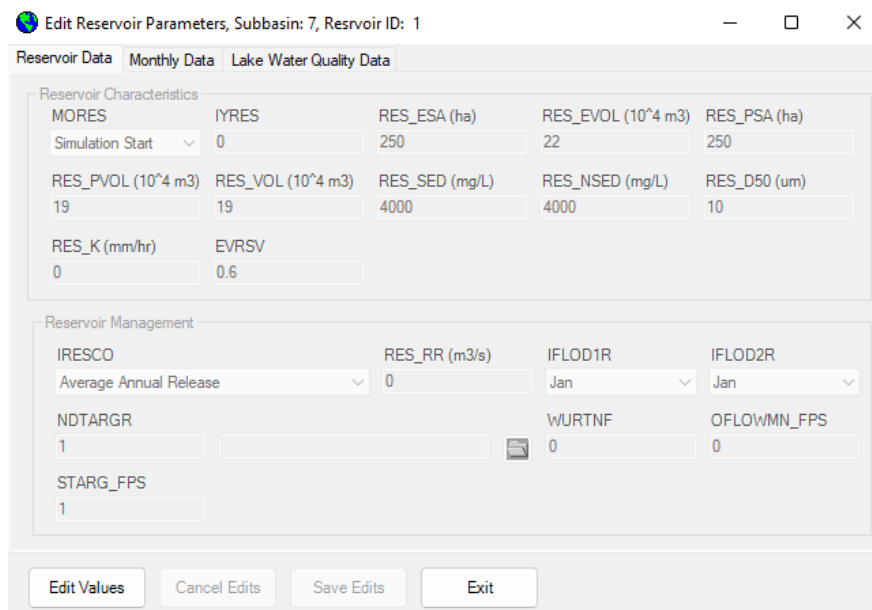 Edit Reservoir Parameters, Subbasin: 7, Resrvoir ID: 1
Reservoir Data Monthly Data Lake Water Quality Data
Reservoir Characteristics
MORES IYRES RES_ESA (ha) RES_EVOL (10^4 m3) RES_PSA (ha)
Simulation Start 0 250 22 250
RES_PVOL (10^4 m3) RES_VOL (10^4 m3) RES_SED (mg/L) RES_NSED (mg/L) RES_D50 (um)
19 19 4000 4000 10
RES_K (mm/hr) EVRSV
0 0.6
Reservoir Management
IRESCO RES_RR (m3/s) IFLOD1R IFLOD2R
Average Annual Release 0 Jan Jan
NDTARGR WURTNF OFLOWMN_FPS
1 0 0
STARG_FPS
1
Edit Values Cancel Edits Save Edits Exit